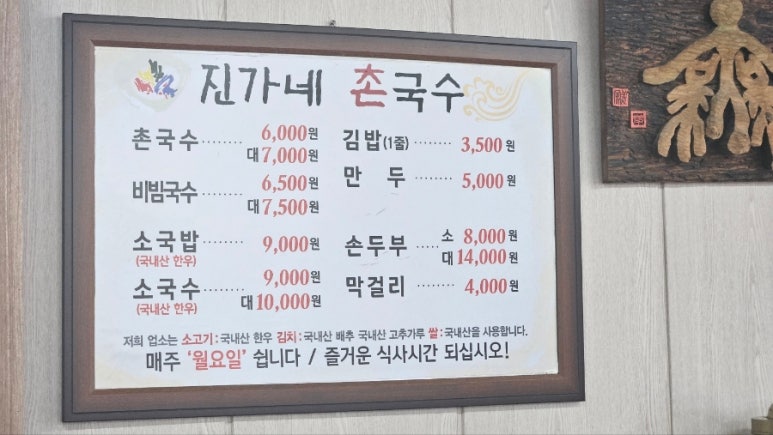 진가네 촌국수
촌국수 ········ 6,000원
대 7,000원
비빔국수 ········ 6,500원
대 7,500원
소국밥 ········ 9,000원
(국내산 한우)
소국수 ········ 9,000원
(국내산 한우) 대 10,000원
김밥(1줄) ········ 3,500원
만 두 ········ 5,000원
손두부 ····· 소 8,000원
대 14,000원
막걸리 ········ 4,000원
저희 업소는 소고기 : 국내산 한우 김치 : 국내산 배추 국내산 고추가루 쌀 : 국내산을 사용합니다.
매주 '월요일' 쉽니다 / 즐거운 식사시간 되십시오!